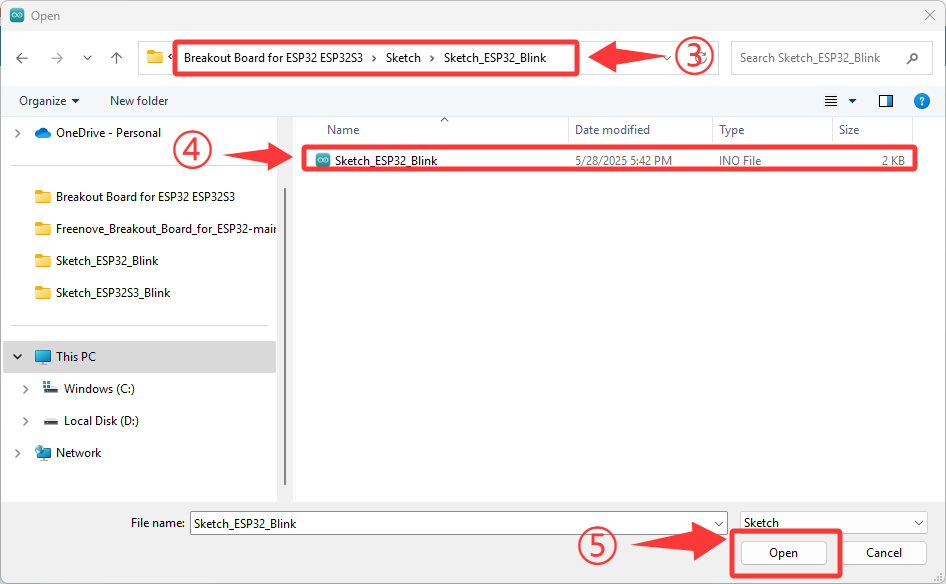 Open
Breakout Board for ESP32 ESP32S3 > Sketch > Sketch_ESP32_Blink
③
Search Sketch_ESP32_Blink
Organize
New folder
?
Name
Date modified
Type
Size
OneDrive - Personal
④
Sketch_ESP32_Blink
5/28/2025 5:42 PM
INO File
2 KB
Breakout Board for ESP32 ESP32S3
Freenove_Breakout_Board_for_ESP32-mai
Sketch_ESP32_Blink
Sketch_ESP32S3_Blink
This PC
Windows (C:)
Local Disk (D:)
Network
File name:
Sketch_ESP32_Blink
Sketch
⑤
Open
Cancel